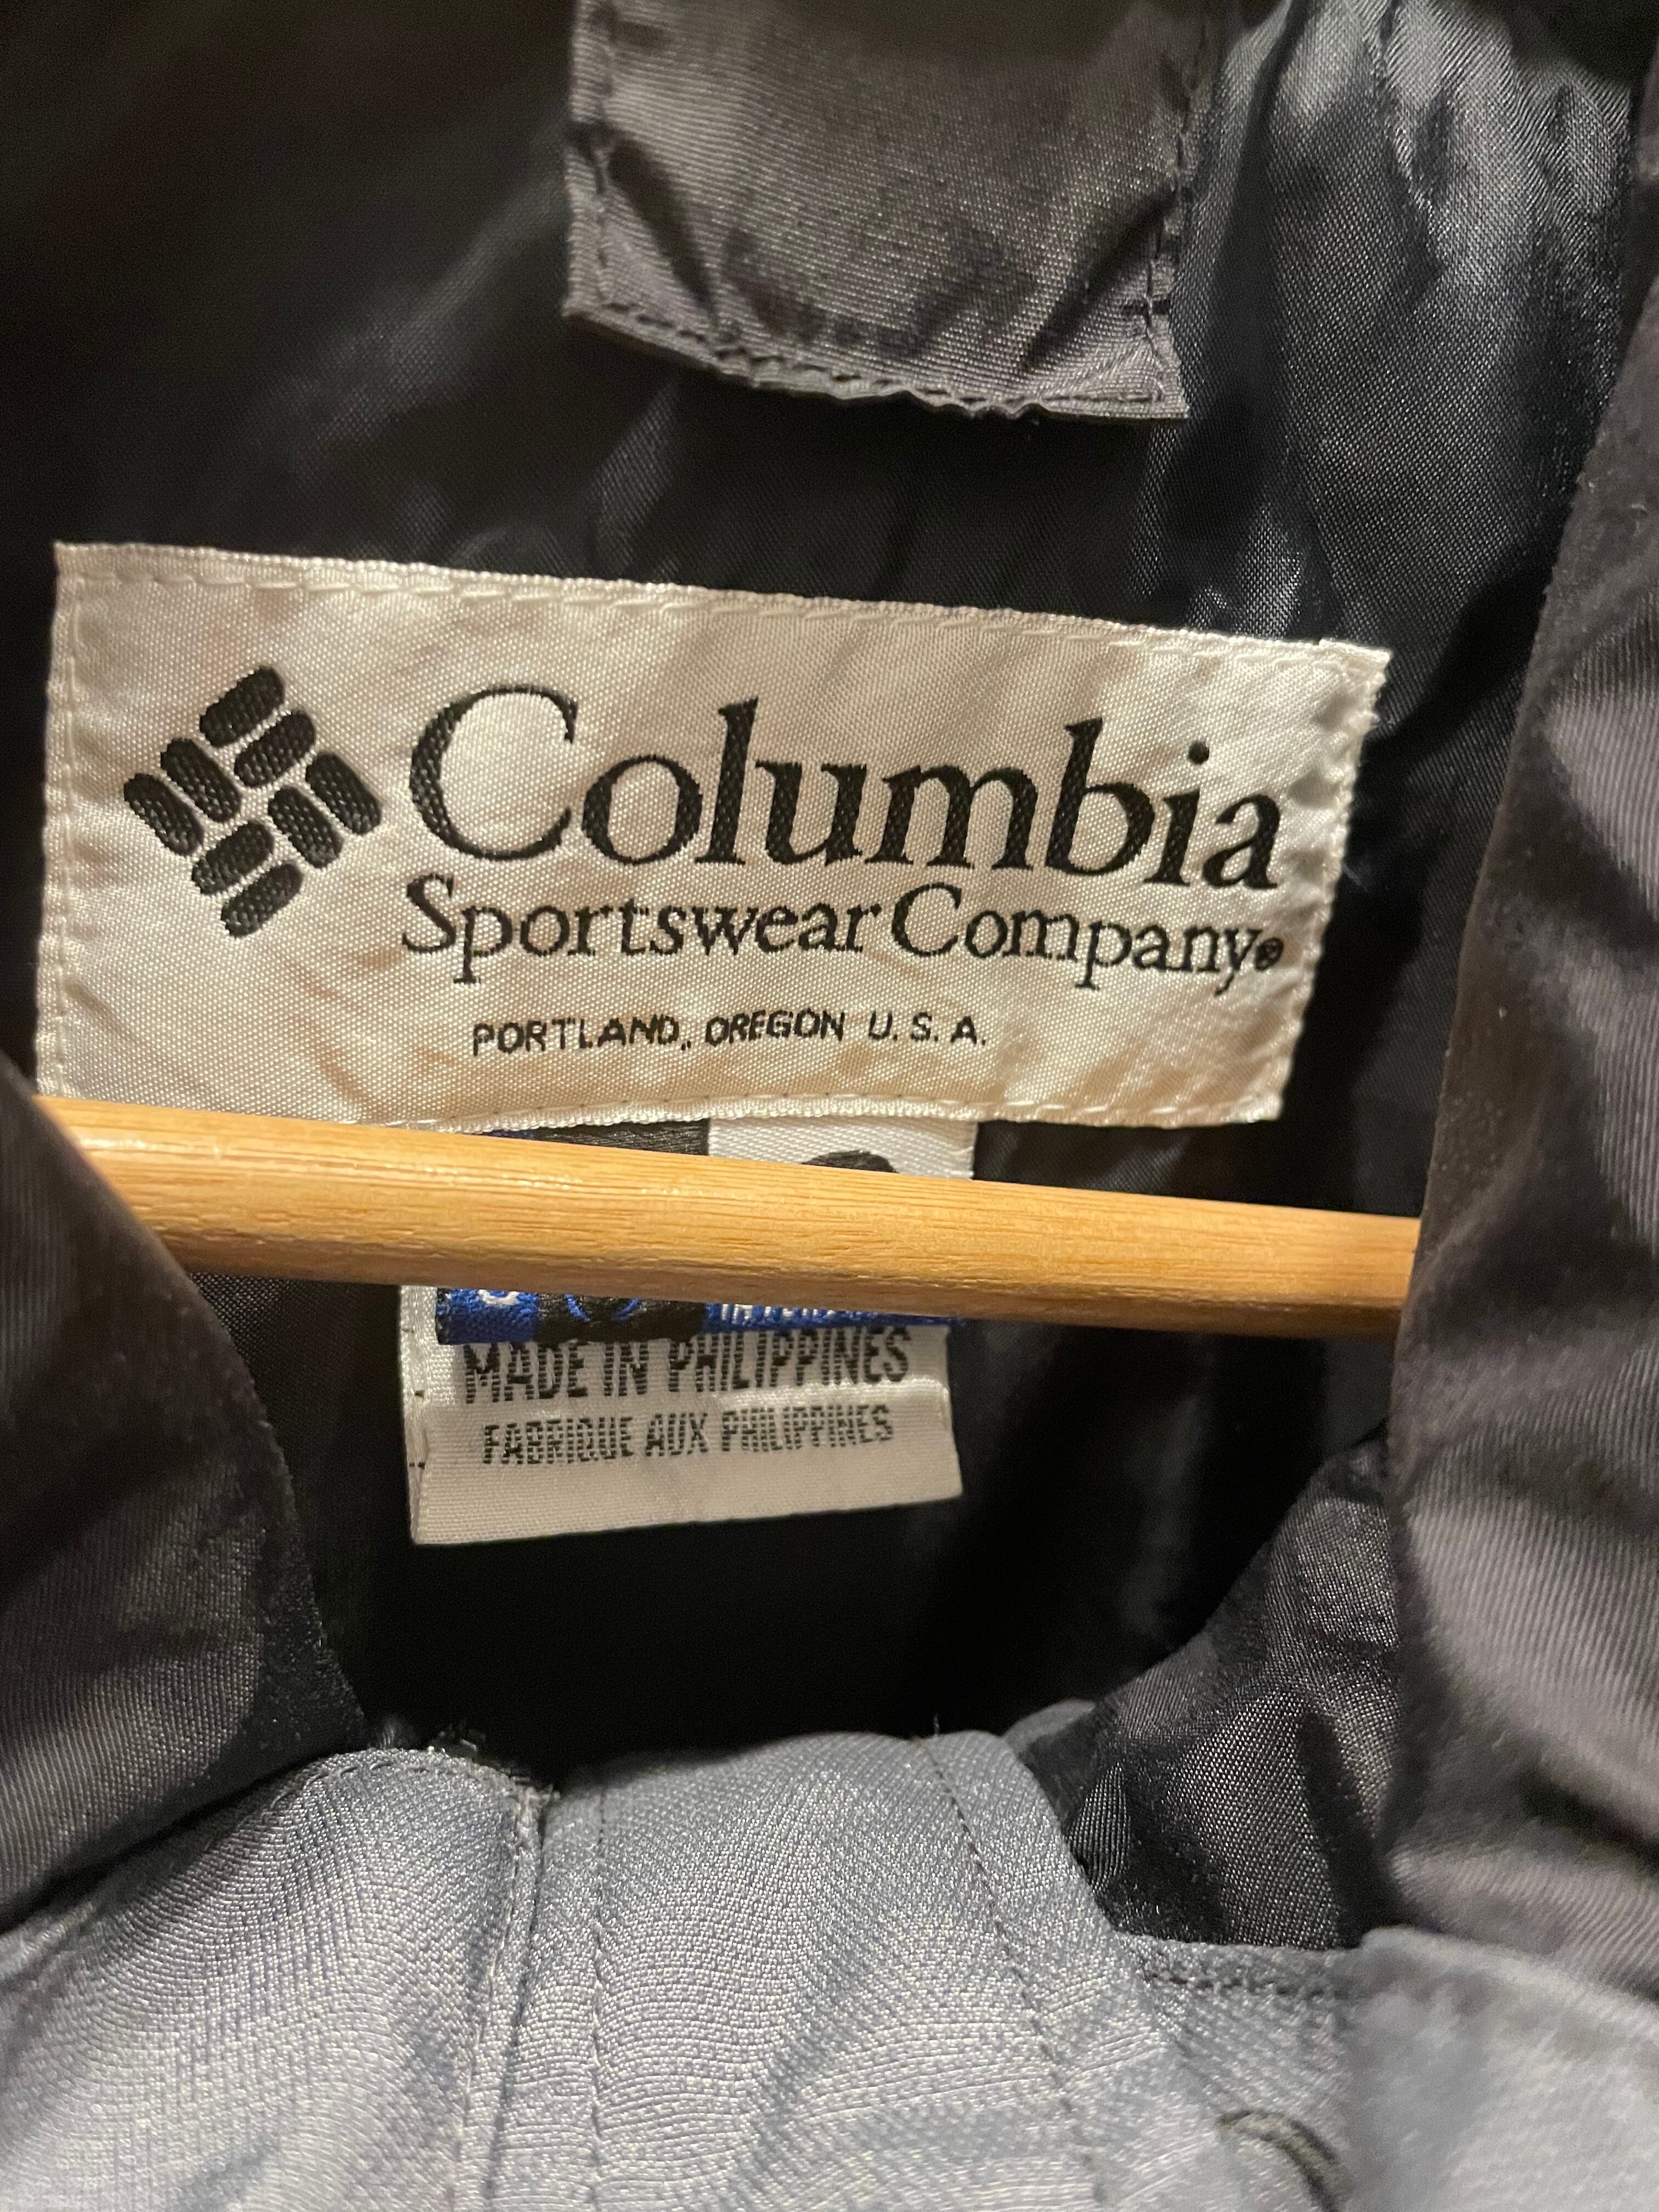 Columbia
Sportswear Company®
PORTLAND, OREGON U.S.A.
MADE IN PHILIPPINES
FABRIQUE AUX PHILIPPINES